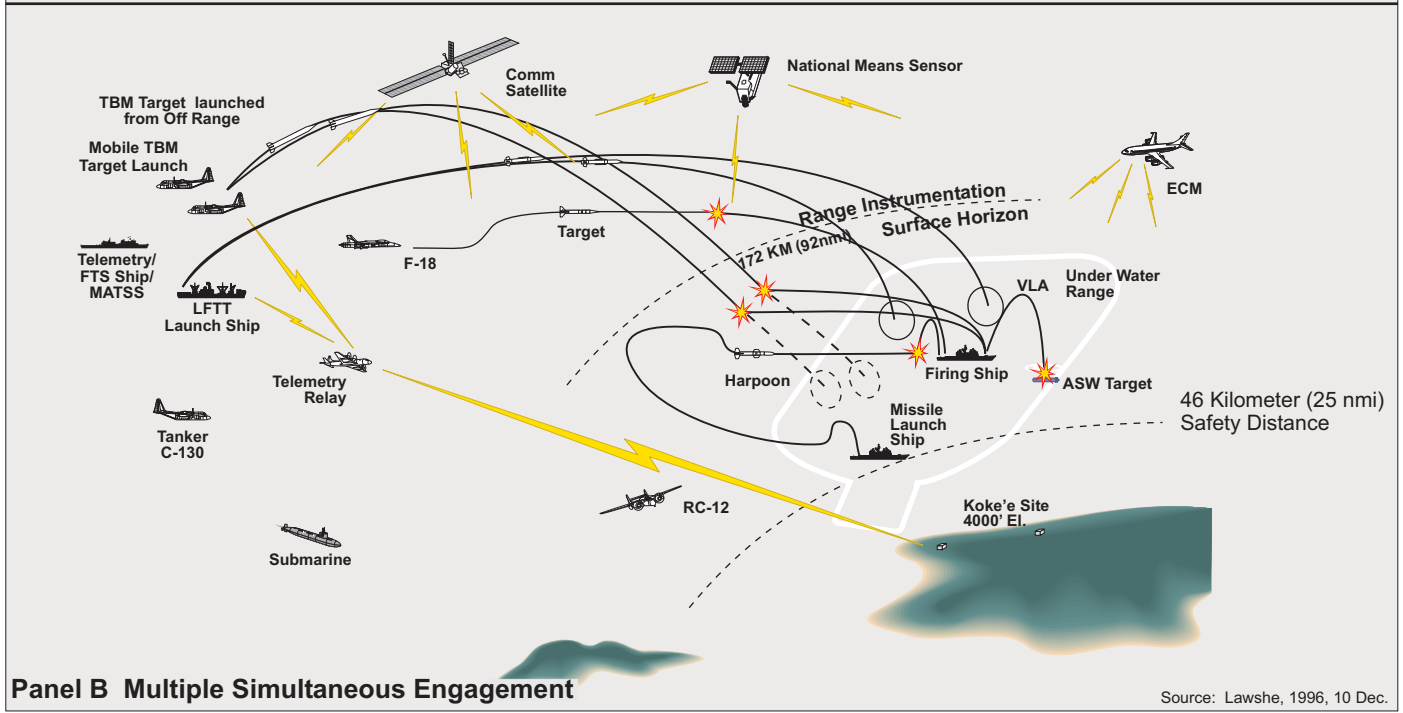 Comm
Satellite
National Means Sensor
TBM Target launched
from Off Range
Mobile TBM
Target Launch
ECM
Range Instrumentation
Surface Horizon
172 KM (92nmi)
Target
F-18
Telemetry/
FTS Ship/
MATSS
LFTT
Launch Ship
VLA
Under Water
Range
Harpoon
Firing Ship
ASW Target
Telemetry
Relay
46 Kilometer (25 nmi)
Safety Distance
Missile
Launch
Ship
Tanker
C-130
RC-12
Koke'e Site
4000' El.
Submarine
Panel B Multiple Simultaneous Engagement
Source: Lawshe, 1996, 10 Dec.